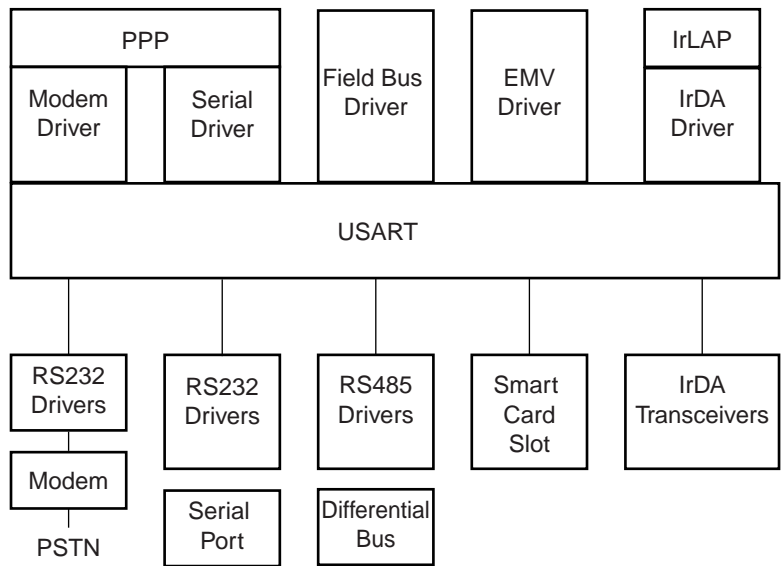 PPP
IrLAP
Modem
Driver
Serial
Driver
Field Bus
Driver
EMV
Driver
IrDA
Driver
USART
RS232
Drivers
RS232
Drivers
RS485
Drivers
Smart
Card
Slot
IrDA
Transceivers
Modem
PSTN
Serial
Port
Differential
Bus